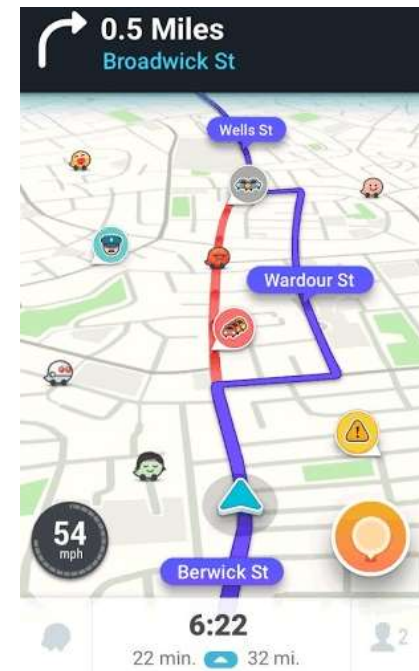 0.5 Miles
Broadwick St
Wells St
Wardour St
54
mph
Berwick St
6:22
2
22 min. 32 mi.